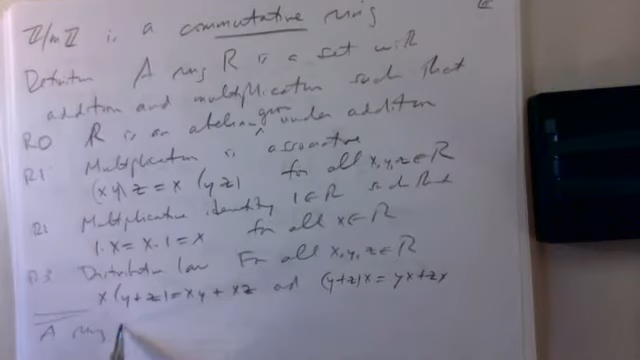 ℤ/mℤ is a commutative ring
Definition A ring R is a set with
addition and multiplication such that
R0 R is an abelian group under addition
R1 Multiplication is associative
(xy)z = x(yz) for all x,y,z ∈ R
R2 Multiplicative identity 1 ∈ R such that
1·x = x·1 = x for all x ∈ R
R3 Distributive law For all x,y,z ∈ R
x(y+z) = xy + xz and (y+z)x = yx+zx
A ring